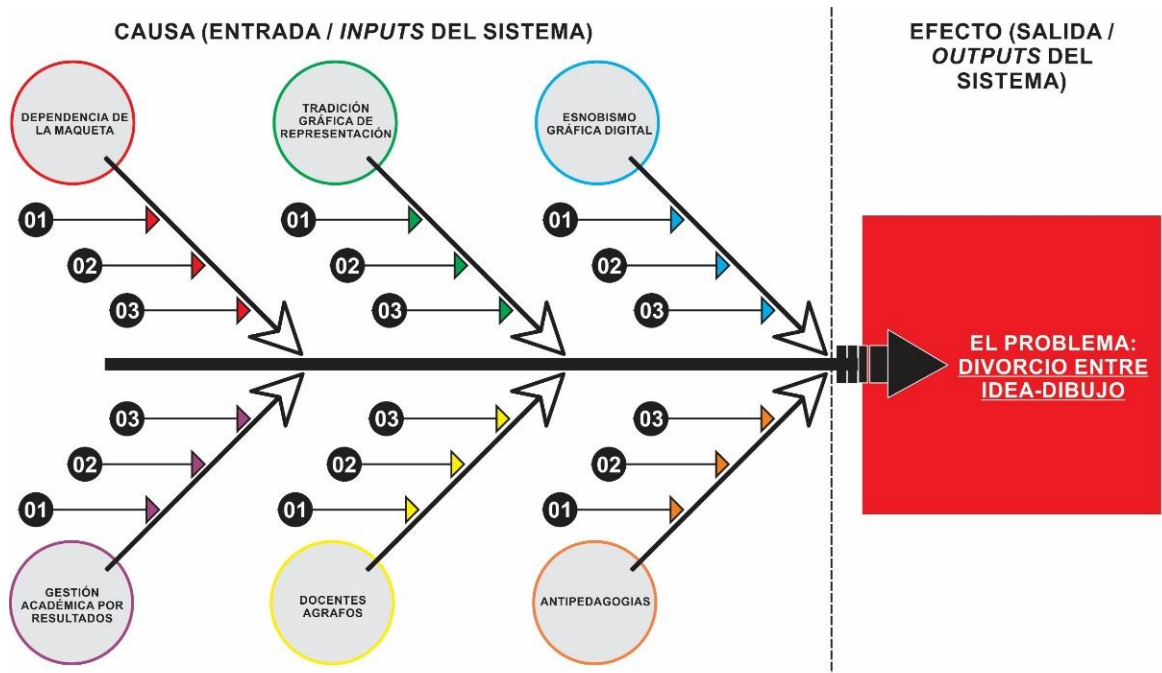 CAUSA (ENTRADA / INPUTS DEL SISTEMA)
EFECTO (SALIDA /
OUTPUTS DEL
SISTEMA)
DEPENDENCIA DE
LA MAQUETA
TRADICIÓN
GRÁFICA DE
REPRESENTACIÓN
ESNOBISMO
GRÁFICA DIGITAL
01
01
01
02
02
02
03
03
03
EL PROBLEMA:
DIVORCIO ENTRE
IDEA-DIBUJO
03
03
03
02
02
02
01
01
01
GESTIÓN
ACADÉMICA POR
RESULTADOS
DOCENTES
AGRAFOS
ANTIPEDAGOGIAS